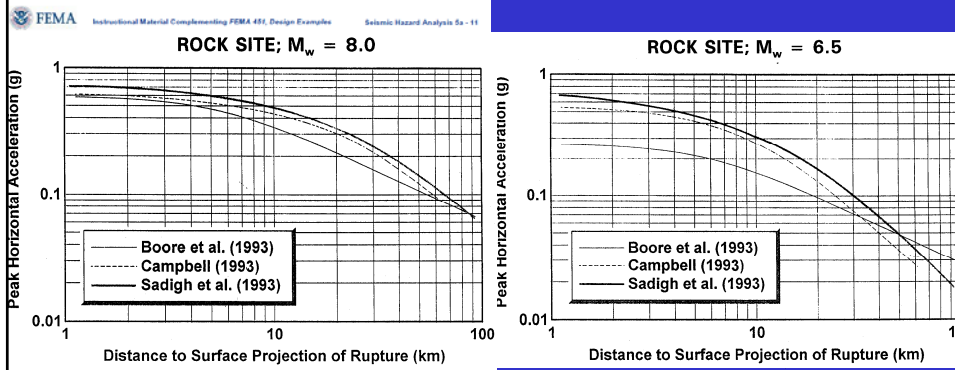 FEMA
Instructional Material Complementing FEMA 451, Design Examples
Seismic Hazard Analysis 5a - 11
ROCK SITE; Mw = 8.0
Peak Horizontal Acceleration (g)
1
0.1
0.01
Boore et al. (1993)
Campbell (1993)
Sadigh et al. (1993)
1
10
100
Distance to Surface Projection of Rupture (km)
ROCK SITE; Mw = 6.5
Peak Horizontal Acceleration (g)
1
0.1
0.01
Boore et al. (1993)
Campbell (1993)
Sadigh et al. (1993)
1
10
1
Distance to Surface Projection of Rupture (km)